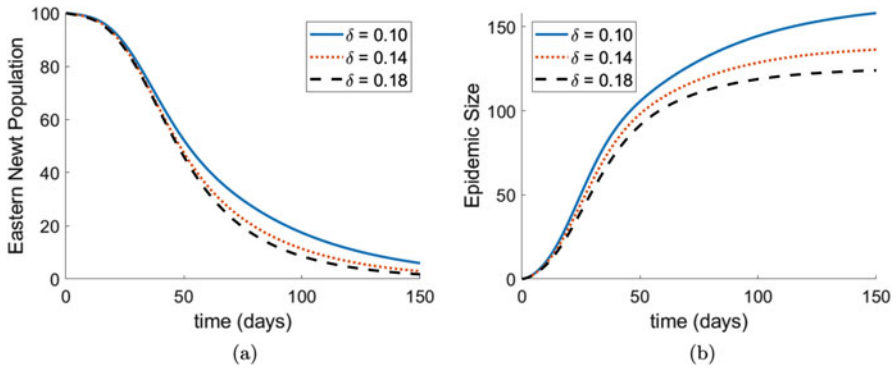 100
80
60
40
20
0
Eastern Newt Population
δ = 0.10
δ = 0.14
δ = 0.18
0 50 100 150
time (days)
(a)
150
100
50
0
Epidemic Size
δ = 0.10
δ = 0.14
δ = 0.18
0 50 100 150
time (days)
(b)